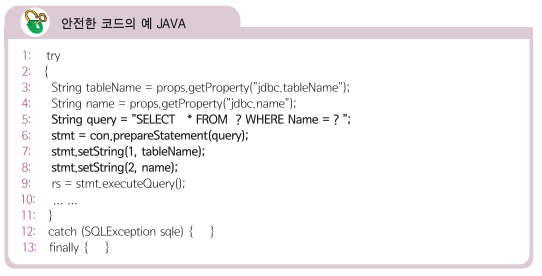 안전한 코드의 예 JAVA
1: try
2: {
3: String tableName = props.getProperty("jdbc.tableName");
4: String name = props.getProperty("jdbc.name");
5: String query = "SELECT * FROM ? WHERE Name = ? ";
6: stmt = con.prepareStatement(query);
7: stmt.setString(1, tableName);
8: stmt.setString(2, name);
9: rs = stmt.executeQuery();
10: ... ...
11: }
12: catch (SQLException sqle) { }
13: finally { }